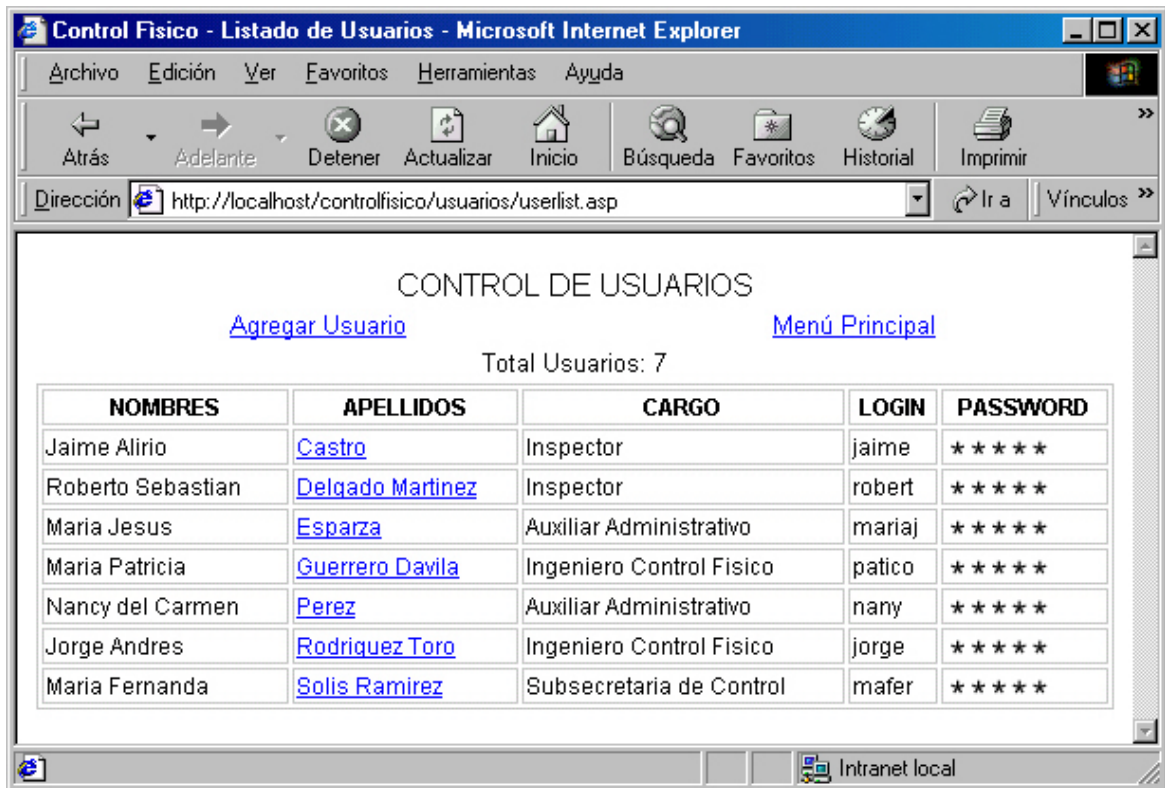 Control Fisico - Listado de Usuarios - Microsoft Internet Explorer
Archivo Edición Ver Favoritos Herramientas Ayuda
Atrás Adelante Detener Actualizar Inicio Búsqueda Favoritos Historial Imprimir »
Dirección http://localhost/controlfisico/usuarios/userlist.asp Ir a Vínculos »
CONTROL DE USUARIOS
Agregar Usuario Menú Principal
Total Usuarios: 7
NOMBRES APELLIDOS CARGO LOGIN PASSWORD
Jaime Alirio Castro Inspector jaime *****
Roberto Sebastian Delgado Martinez Inspector robert *****
Maria Jesus Esparza Auxiliar Administrativo mariaj *****
Maria Patricia Guerrero Davila Ingeniero Control Fisico patico *****
Nancy del Carmen Perez Auxiliar Administrativo nany *****
Jorge Andres Rodriguez Toro Ingeniero Control Fisico jorge *****
Maria Fernanda Solis Ramirez Subsecretaria de Control mafer *****
Intranet local